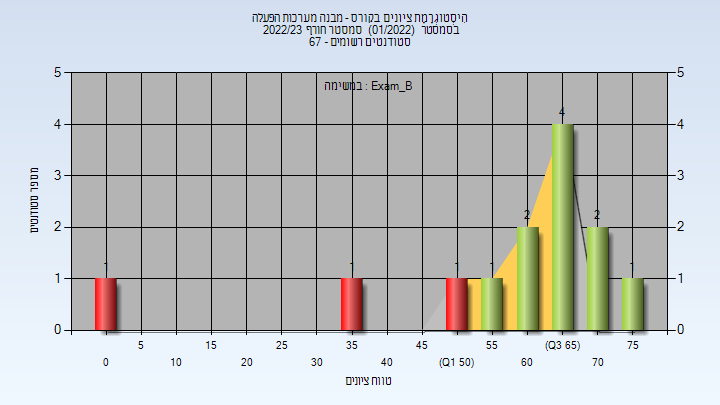 היסטוגרמת ציונים בקורס - מבנה מערכות הפעלה
בסמסטר (01/2022) סמסטר חורף 2022/23
סטודנטים רשומים - 67
במשימה : Exam_B
5 5
4 4
3 3
2 2
1 1
0 0
מספר סטודנטים
1 1 1 1 2 4 2 1
5 15 25 35 45 55 (Q3 65) 75
0 10 20 30 40 (Q1 50) 60 70
טווח ציונים